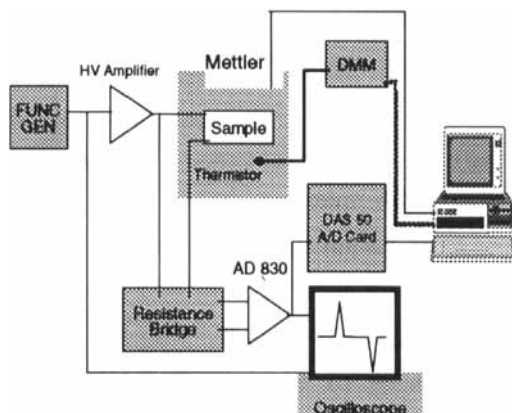 Mettler
HV Amplifier
DMM
FUNC
GEN
Sample
Thermistor
DAS 50
A/D Card
AD 830
Resistance
Bridge
Oscilloscope